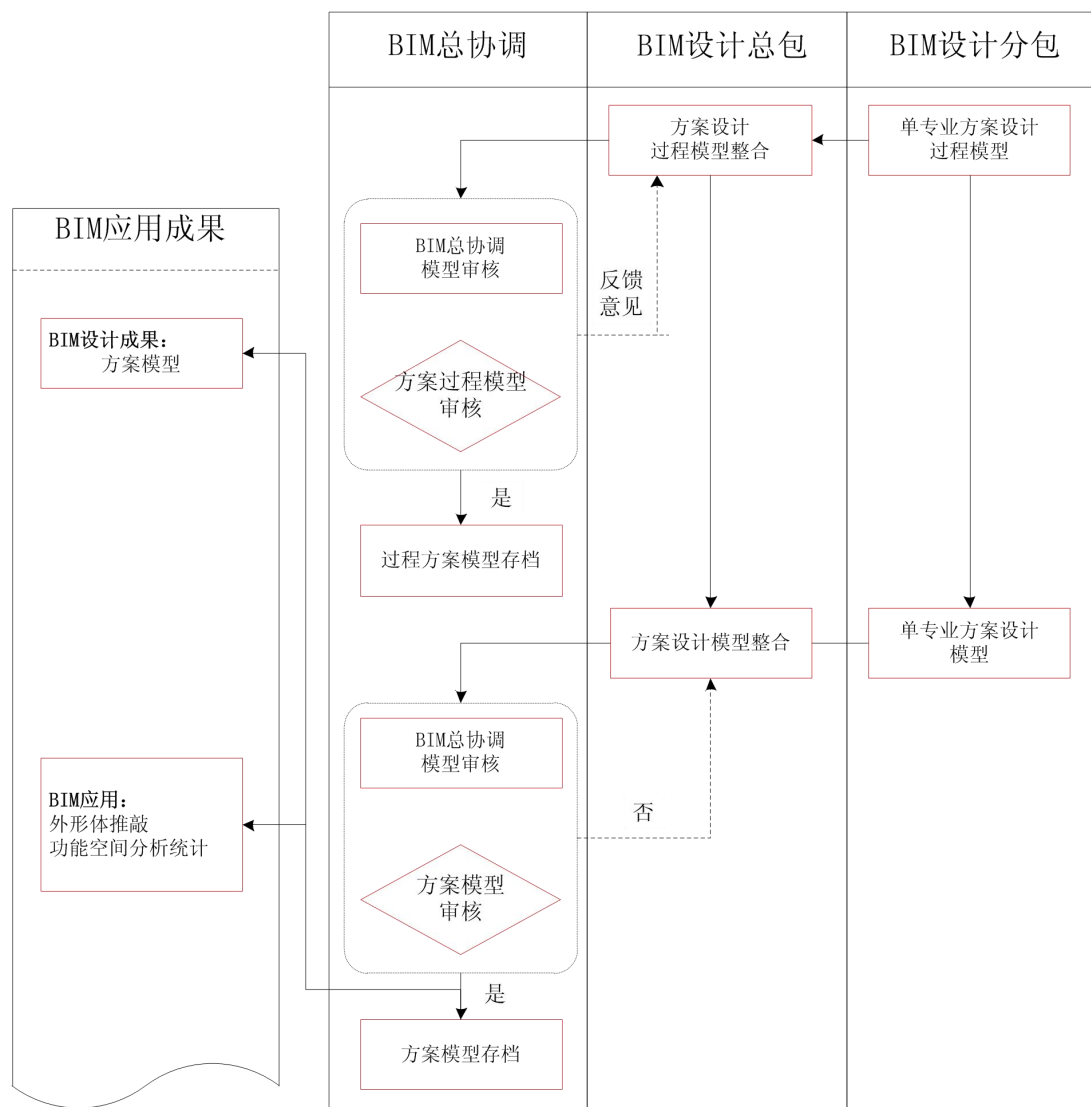 BIM总协调
BIM设计总包
BIM设计分包
方案设计
过程模型整合
单专业方案设计
过程模型
BIM应用成果
BIM总协调
模型审核
反馈
意见
BIM设计成果：
方案模型
方案过程模型
审核
是
过程方案模型存档
方案设计模型整合
单专业方案设计
模型
BIM总协调
模型审核
BIM应用：
外形体推敲
功能空间分析统计
否
方案模型
审核
是
方案模型存档